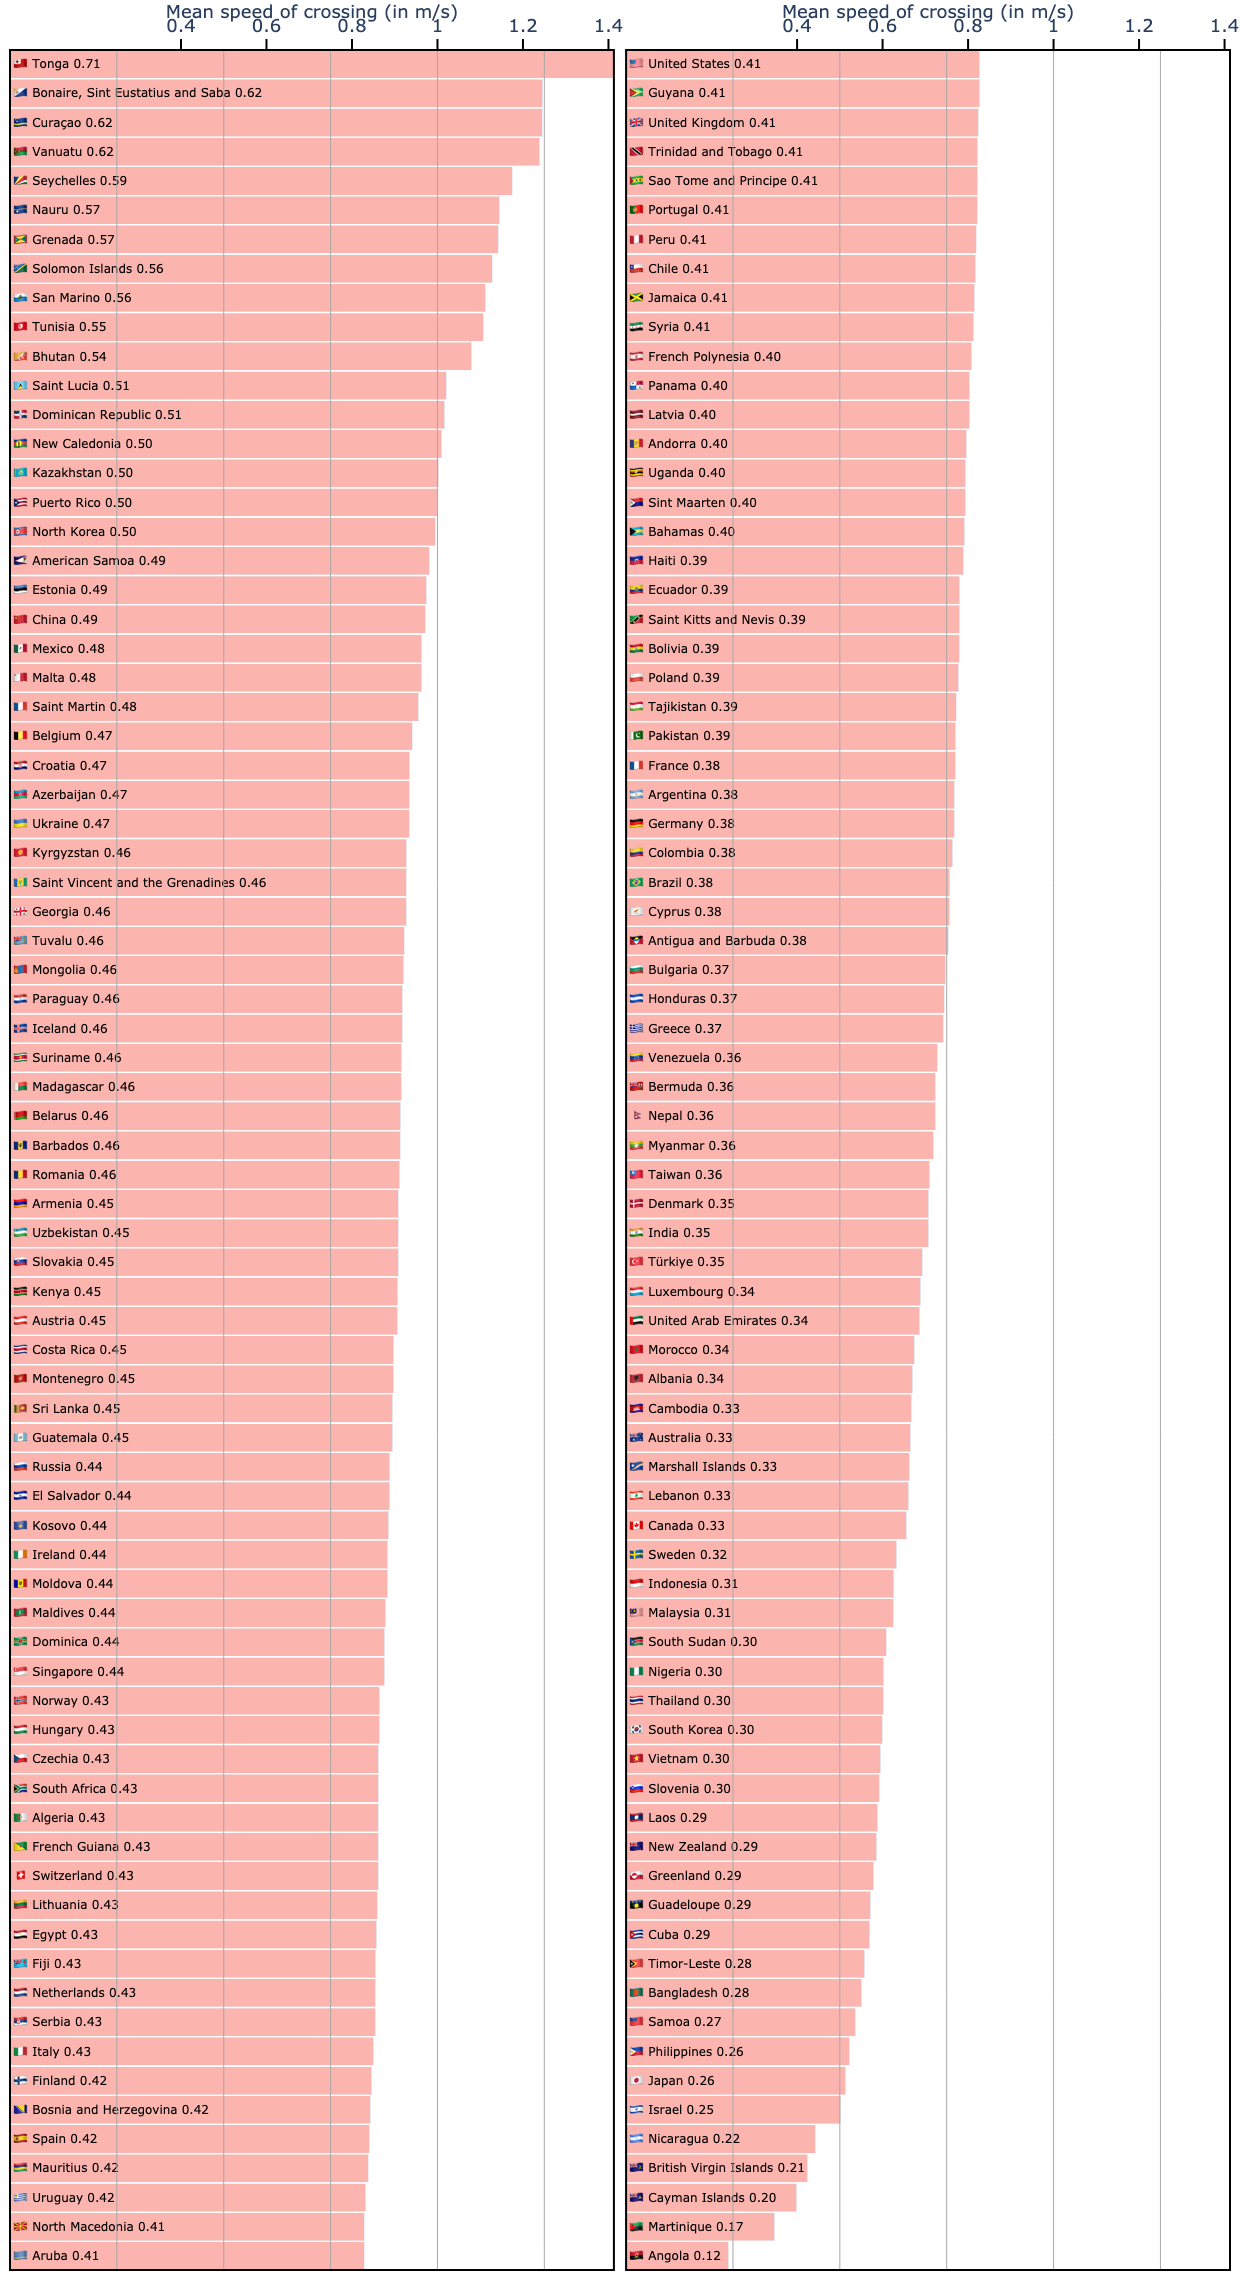 Mean speed of crossing (in m/s)
0.4 0.6 0.8 1 1.2 1.4
Tonga 0.71
Bonaire, Sint Eustatius and Saba 0.62
Curaçao 0.62
Vanuatu 0.62
Seychelles 0.59
Nauru 0.57
Grenada 0.57
Solomon Islands 0.56
San Marino 0.56
Tunisia 0.55
Bhutan 0.54
Saint Lucia 0.51
Dominican Republic 0.51
New Caledonia 0.50
Kazakhstan 0.50
Puerto Rico 0.50
North Korea 0.50
American Samoa 0.49
Estonia 0.49
China 0.49
Mexico 0.48
Malta 0.48
Saint Martin 0.48
Belgium 0.47
Croatia 0.47
Azerbaijan 0.47
Ukraine 0.47
Kyrgyzstan 0.46
Saint Vincent and the Grenadines 0.46
Georgia 0.46
Tuvalu 0.46
Mongolia 0.46
Paraguay 0.46
Iceland 0.46
Suriname 0.46
Madagascar 0.46
Belarus 0.46
Barbados 0.46
Romania 0.46
Armenia 0.45
Uzbekistan 0.45
Slovakia 0.45
Kenya 0.45
Austria 0.45
Costa Rica 0.45
Montenegro 0.45
Sri Lanka 0.45
Guatemala 0.45
Russia 0.44
El Salvador 0.44
Kosovo 0.44
Ireland 0.44
Moldova 0.44
Maldives 0.44
Dominica 0.44
Singapore 0.44
Norway 0.43
Hungary 0.43
Czechia 0.43
South Africa 0.43
Algeria 0.43
French Guiana 0.43
Switzerland 0.43
Lithuania 0.43
Egypt 0.43
Fiji 0.43
Netherlands 0.43
Serbia 0.43
Italy 0.43
Finland 0.42
Bosnia and Herzegovina 0.42
Spain 0.42
Mauritius 0.42
Uruguay 0.42
North Macedonia 0.41
Aruba 0.41
Mean speed of crossing (in m/s)
0.4 0.6 0.8 1 1.2 1.4
United States 0.41
Guyana 0.41
United Kingdom 0.41
Trinidad and Tobago 0.41
Sao Tome and Principe 0.41
Portugal 0.41
Peru 0.41
Chile 0.41
Jamaica 0.41
Syria 0.41
French Polynesia 0.40
Panama 0.40
Latvia 0.40
Andorra 0.40
Uganda 0.40
Sint Maarten 0.40
Bahamas 0.40
Haiti 0.39
Ecuador 0.39
Saint Kitts and Nevis 0.39
Bolivia 0.39
Poland 0.39
Tajikistan 0.39
Pakistan 0.39
France 0.38
Argentina 0.38
Germany 0.38
Colombia 0.38
Brazil 0.38
Cyprus 0.38
Antigua and Barbuda 0.38
Bulgaria 0.37
Honduras 0.37
Greece 0.37
Venezuela 0.36
Bermuda 0.36
Nepal 0.36
Myanmar 0.36
Taiwan 0.36
Denmark 0.35
India 0.35
Türkiye 0.35
Luxembourg 0.34
United Arab Emirates 0.34
Morocco 0.34
Albania 0.34
Cambodia 0.33
Australia 0.33
Marshall Islands 0.33
Lebanon 0.33
Canada 0.33
Sweden 0.32
Indonesia 0.31
Malaysia 0.31
South Sudan 0.30
Nigeria 0.30
Thailand 0.30
South Korea 0.30
Vietnam 0.30
Slovenia 0.30
Laos 0.29
New Zealand 0.29
Greenland 0.29
Guadeloupe 0.29
Cuba 0.29
Timor-Leste 0.28
Bangladesh 0.28
Samoa 0.27
Philippines 0.26
Japan 0.26
Israel 0.25
Nicaragua 0.22
British Virgin Islands 0.21
Cayman Islands 0.20
Martinique 0.17
Angola 0.12